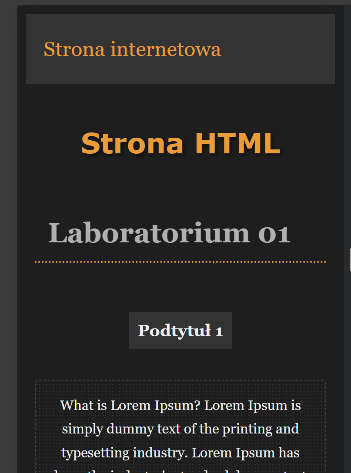 Strona internetowa
Strona HTML
Laboratorium 01
Podtytuł 1
What is Lorem Ipsum? Lorem Ipsum is
simply dummy text of the printing and
typesetting industry. Lorem Ipsum has